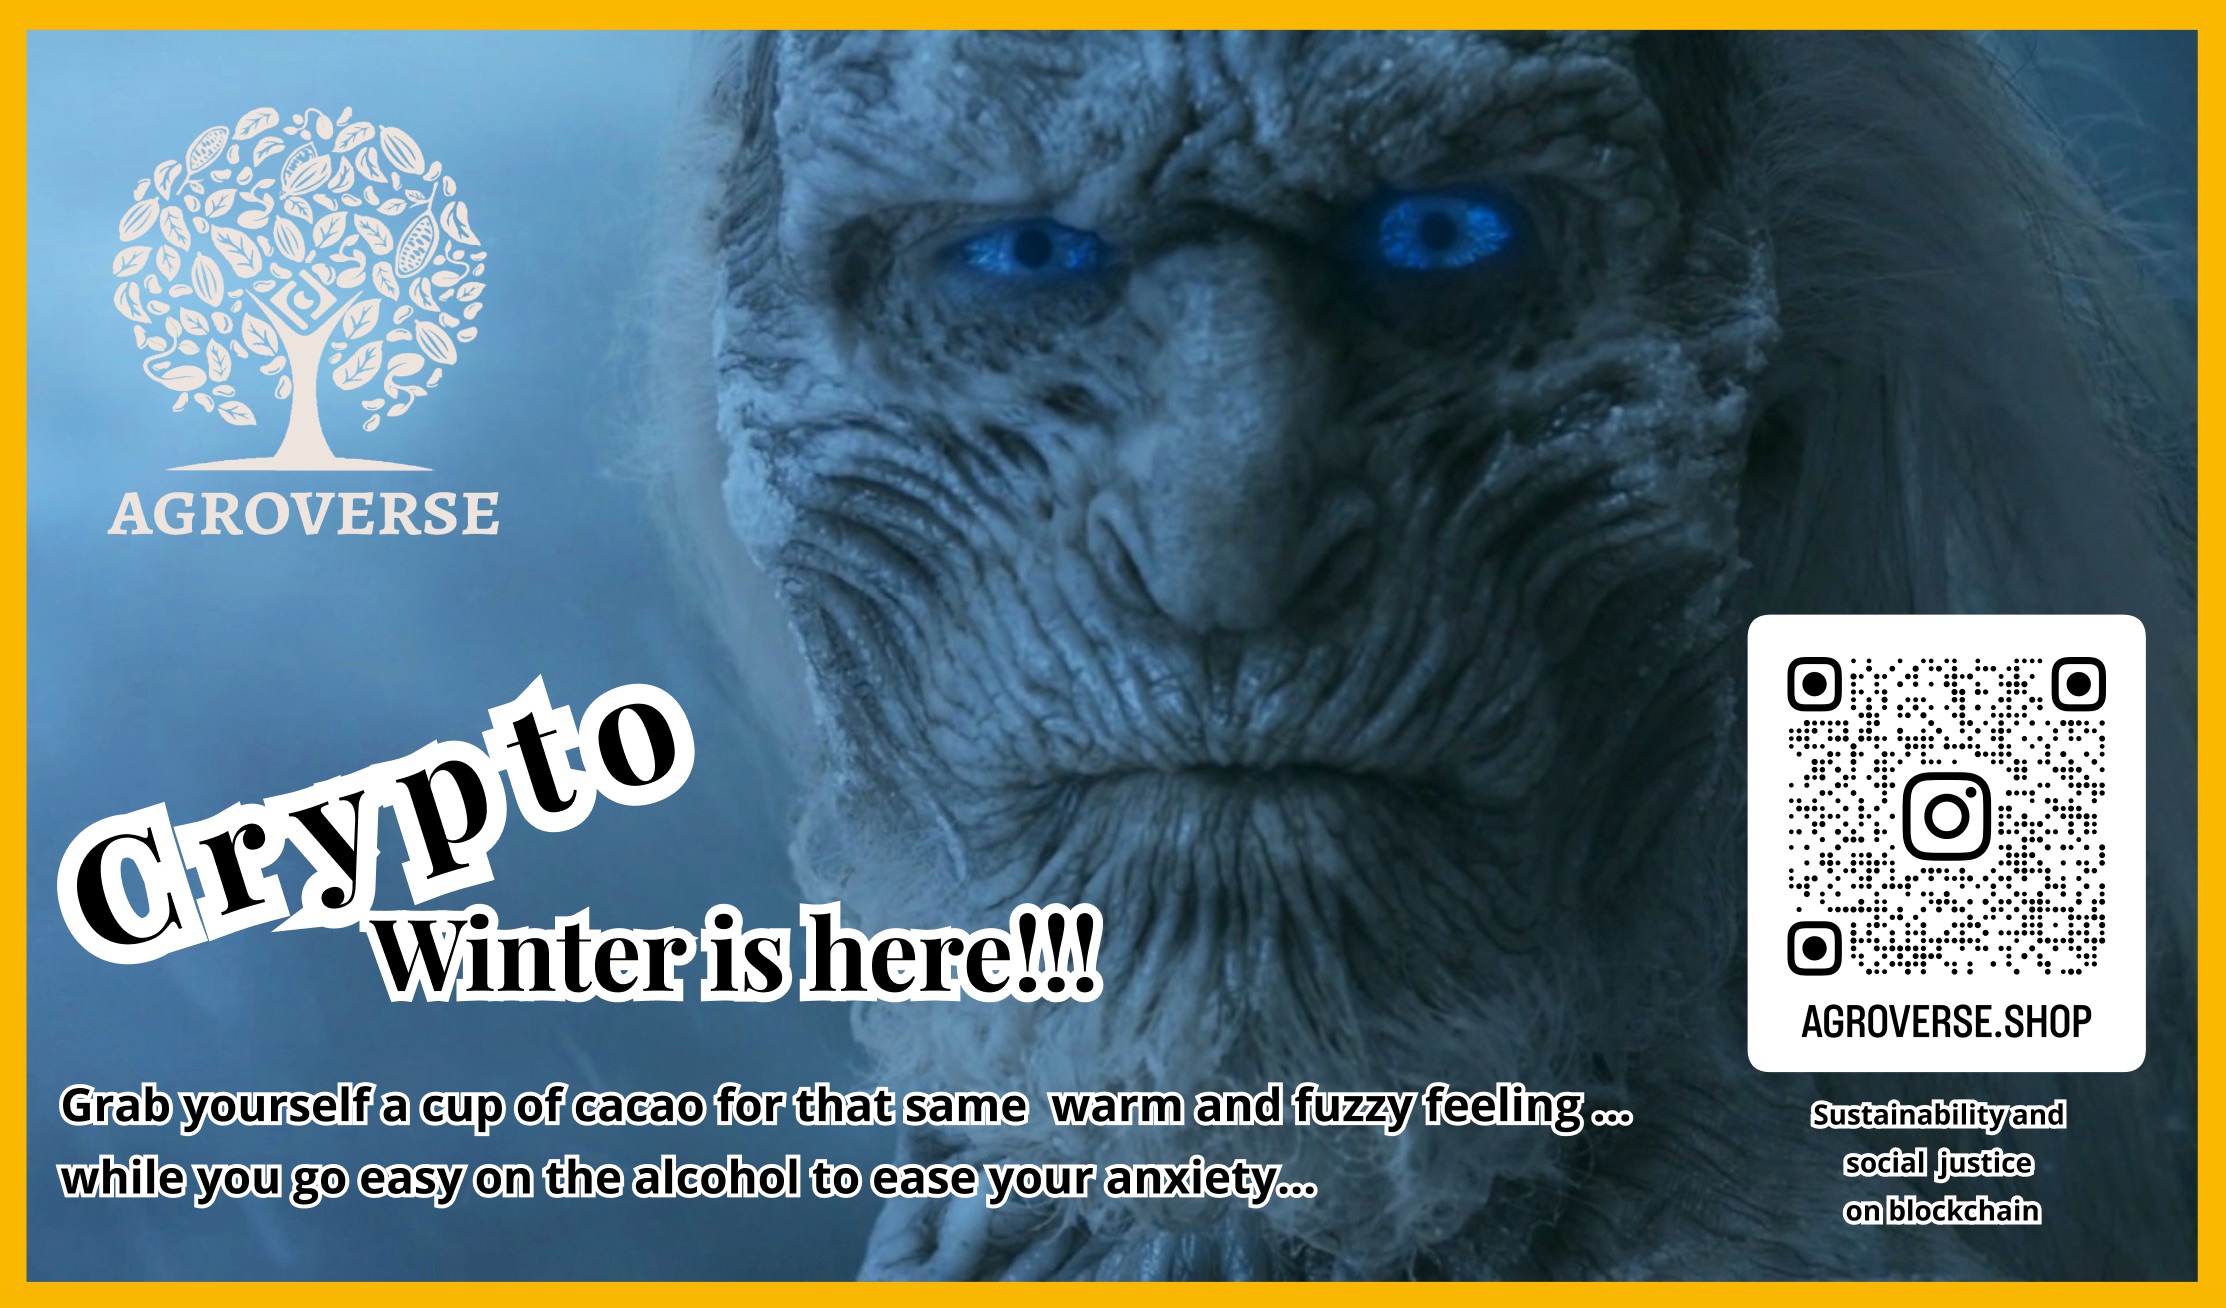 AGROVERSE
Crypto
Winter is here!!!
Grab yourself a cup of cacao for that same warm and fuzzy feeling ...
while you go easy on the alcohol to ease your anxiety...
AGROVERSE.SHOP
Sustainability and
social justice
on blockchain